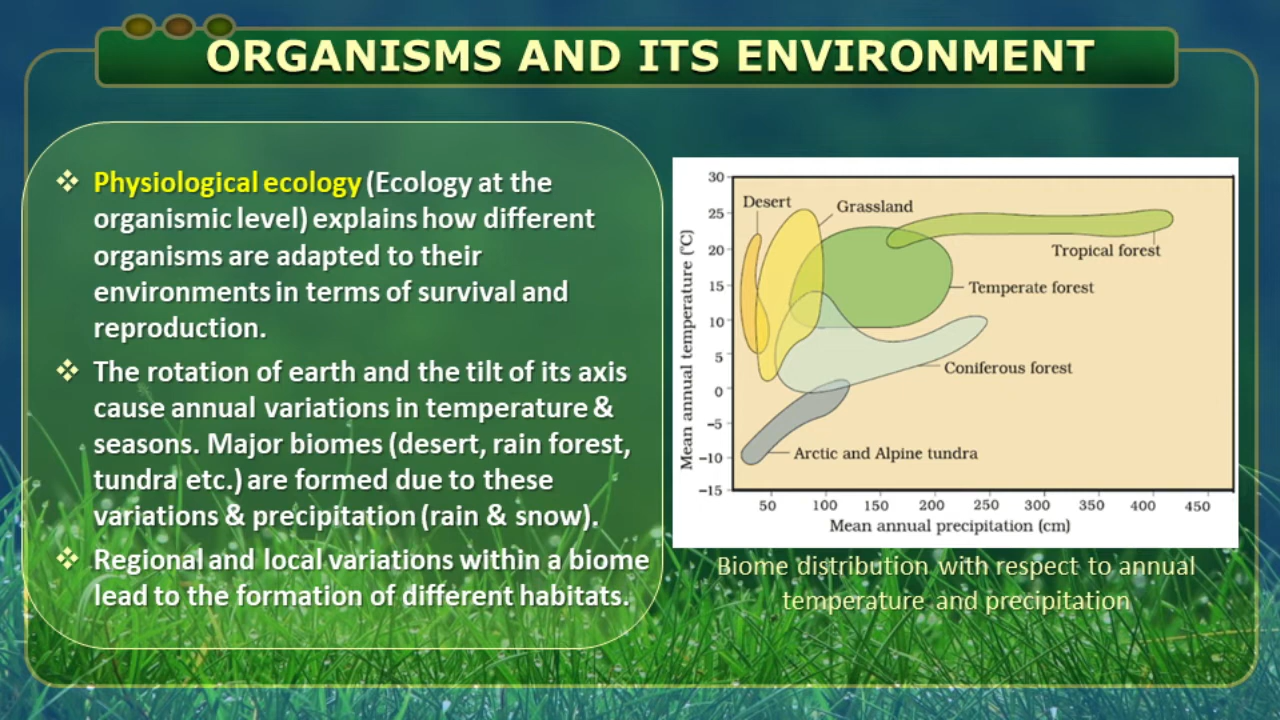 ORGANISMS AND ITS ENVIRONMENT
❖ Physiological ecology (Ecology at the
organismic level) explains how different
organisms are adapted to their
environments in terms of survival and
reproduction.
❖ The rotation of earth and the tilt of its axis
cause annual variations in temperature &
seasons. Major biomes (desert, rain forest,
tundra etc.) are formed due to these
variations & precipitation (rain & snow).
❖ Regional and local variations within a biome
lead to the formation of different habitats.
Mean annual temperature (°C)
30
25
20
15
10
5
0
−5
−10
−15
Desert
Grassland
Tropical forest
Temperate forest
Coniferous forest
Arctic and Alpine tundra
50 100 150 200 250 300 350 400 450
Mean annual precipitation (cm)
Biome distribution with respect to annual
temperature and precipitation